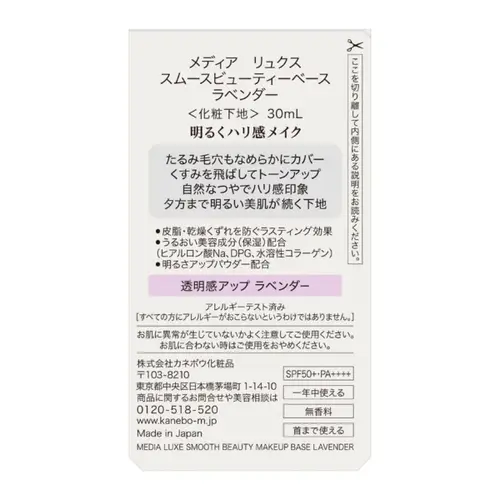 メディア　リュクス
スムースビューティーベース
ラベンダー
＜化粧下地＞ 30mL
明るくハリ感メイク
たるみ毛穴もなめらかにカバー
くすみを飛ばしてトーンアップ
自然なつやでハリ感印象
夕方まで明るい美肌が続く下地
●皮脂・乾燥くずれを防ぐラスティング効果
●うるおい美容成分（保湿）配合
（ヒアルロン酸Na、DPG、水溶性コラーゲン）
●明るさアップパウダー配合
透明感アップ ラベンダー
アレルギーテスト済み
［すべての方にアレルギーがおこらないというわけではありません。］
お肌に異常が生じていないかよく注意してご使用ください。
お肌に合わない時はご使用をおやめください。
株式会社カネボウ化粧品
〒103-8210
東京都中央区日本橋茅場町 1-14-10
商品に関するお問合せや美容相談は
0120-518-520
www.kanebo-m.jp/
Made in Japan
SPF50+・PA++++
一年中使える
無香料
首まで使える
MEDIA LUXE SMOOTH BEAUTY MAKEUP BASE LAVENDER
ここを切り離して内側にある説明をお読みください。